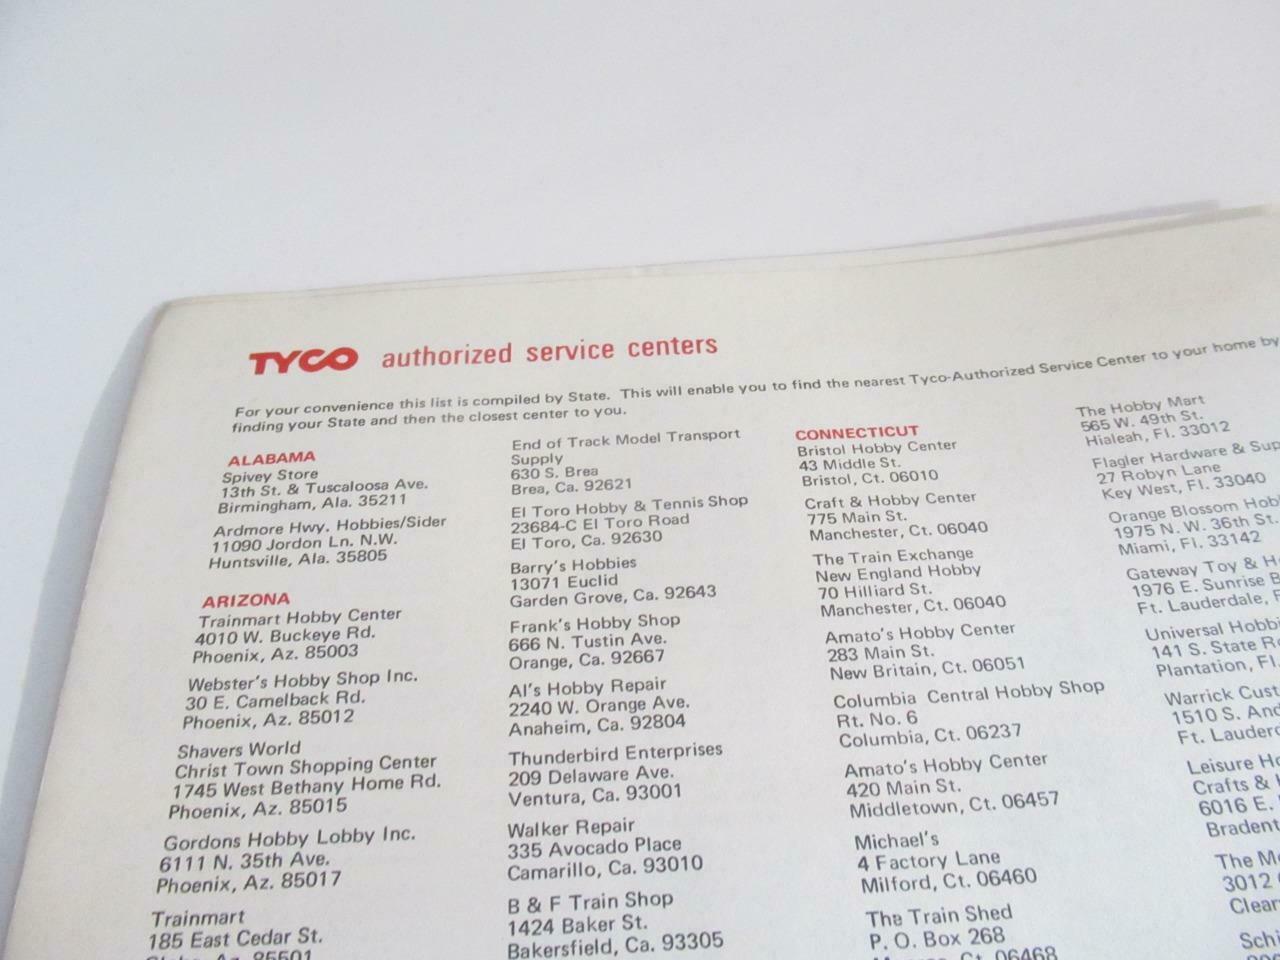 TYCO authorized service centers
For your convenience this list is compiled by State. This will enable you to find the nearest Tyco-Authorized Service Center to your home by
finding your State and then the closest center to you.
ALABAMA
Spivey Store
13th St. & Tuscaloosa Ave.
Birmingham, Ala. 35211
Ardmore Hwy. Hobbies/Sider
11090 Jordon Ln. N.W.
Huntsville, Ala. 35805
ARIZONA
Trainmart Hobby Center
4010 W. Buckeye Rd.
Phoenix, Az. 85003
Webster's Hobby Shop Inc.
30 E. Camelback Rd.
Phoenix, Az. 85012
Shavers World
Christ Town Shopping Center
1745 West Bethany Home Rd.
Phoenix, Az. 85015
Gordons Hobby Lobby Inc.
6111 N. 35th Ave.
Phoenix, Az. 85017
Trainmart
185 East Cedar St.
Az. 85501
End of Track Model Transport
Supply
630 S. Brea
Brea, Ca. 92621
El Toro Hobby & Tennis Shop
23684-C El Toro Road
El Toro, Ca. 92630
Barry's Hobbies
13071 Euclid
Garden Grove, Ca. 92643
Frank's Hobby Shop
666 N. Tustin Ave.
Orange, Ca. 92667
Al's Hobby Repair
2240 W. Orange Ave.
Anaheim, Ca. 92804
Thunderbird Enterprises
209 Delaware Ave.
Ventura, Ca. 93001
Walker Repair
335 Avocado Place
Camarillo, Ca. 93010
B & F Train Shop
1424 Baker St.
Bakersfield, Ca. 93305
CONNECTICUT
Bristol Hobby Center
43 Middle St.
Bristol, Ct. 06010
Craft & Hobby Center
775 Main St.
Manchester, Ct. 06040
The Train Exchange
New England Hobby
70 Hilliard St.
Manchester, Ct. 06040
Amato's Hobby Center
283 Main St.
New Britain, Ct. 06051
Columbia Central Hobby Shop
Rt. No. 6
Columbia, Ct. 06237
Amato's Hobby Center
420 Main St.
Middletown, Ct. 06457
Michael's
4 Factory Lane
Milford, Ct. 06460
The Train Shed
P. O. Box 268
Ct. 06468
The Hobby Mart
565 W. 49th St.
Hialeah, Fl. 33012
Flagler Hardware & Sup
27 Robyn Lane
Key West, Fl. 33040
Orange Blossom Hob
1975 N. W. 36th St.
Miami, Fl. 33142
Gateway Toy & H
1976 E. Sunrise B
Ft. Lauderdale, F
Universal Hobbi
141 S. State Ro
Plantation, Fl.
Warrick Cust
1510 S. And
Ft. Lauderd
Leisure Ho
Crafts &
6016 E.
Bradent
The Mo
3012
Clear
Schi